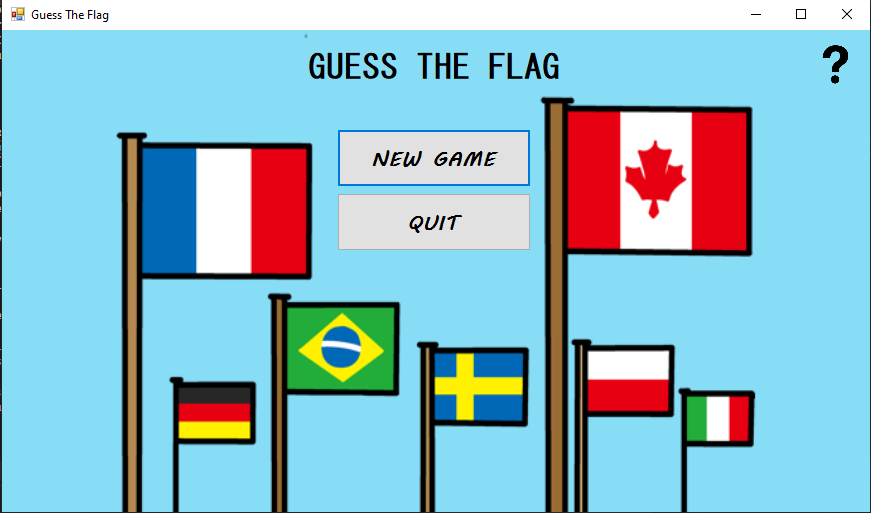 Guess The Flag
GUESS THE FLAG
?
NEW GAME
QUIT